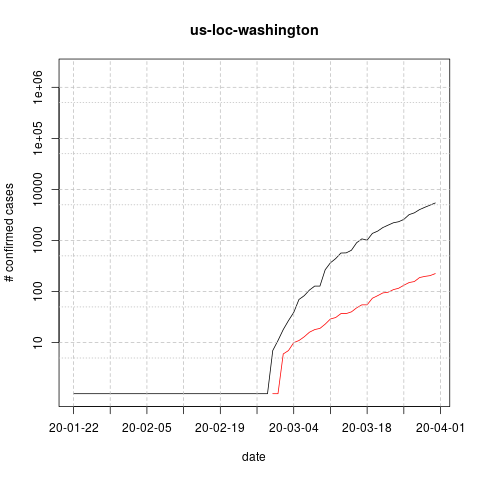 us-loc-washington
# confirmed cases
1e+06
1e+05
10000
1000
100
10
20-01-22 20-02-05 20-02-19 20-03-04 20-03-18 20-04-01
date